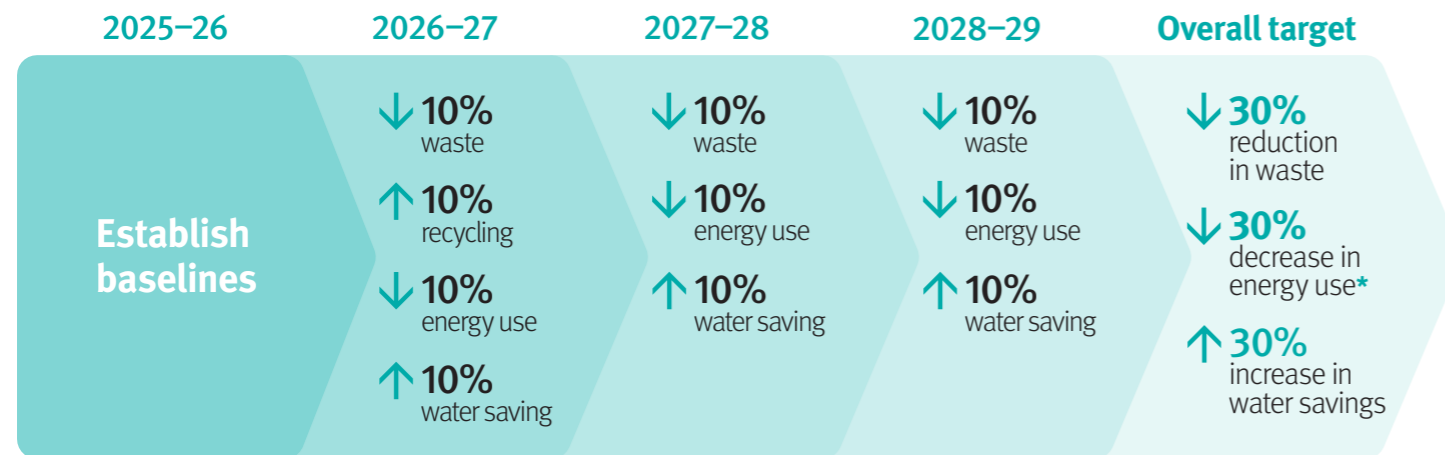 2025–26
Establish
baselines
2026–27
↓ 10%
waste
↑ 10%
recycling
↓ 10%
energy use
↑ 10%
water saving
2027–28
↓ 10%
waste
↓ 10%
energy use
↑ 10%
water saving
2028–29
↓ 10%
waste
↓ 10%
energy use
↑ 10%
water saving
Overall target
↓ 30%
reduction
in waste
↓ 30%
decrease in
energy use*
↑ 30%
increase in
water savings